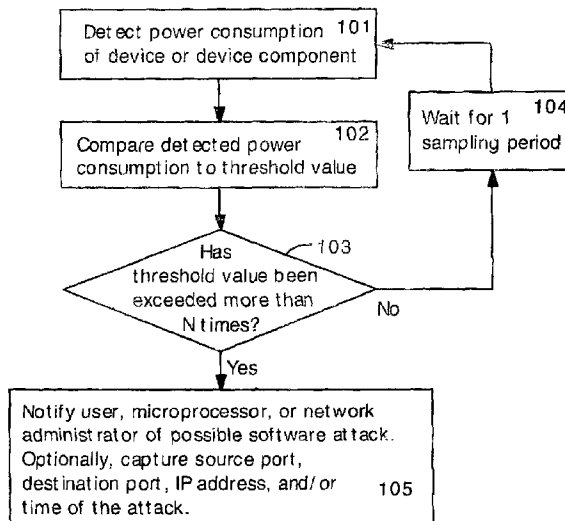 Detect power consumption 101
of device or device component
Compare detected power 102
consumption to threshold value
Has
threshold value been
exceeded more than
N times?
103
No
Wait for 1 104
sampling period
Yes
Notify user, microprocessor, or network
administrator of possible software attack.
Optionally, capture source port,
destination port, IP address, and/or
time of the attack. 105